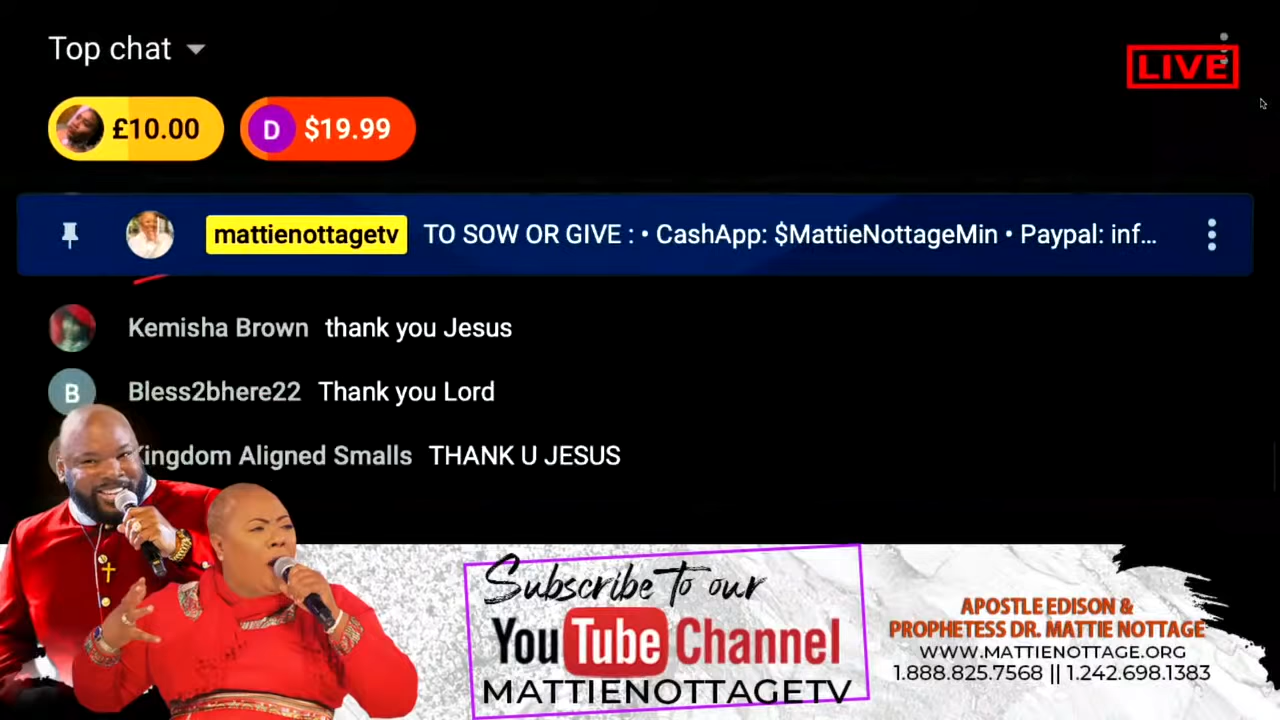 Top chat
LIVE
£10.00
D $19.99
mattienottagetv TO SOW OR GIVE : • CashApp: $MattieNottageMin • Paypal: inf...
Kemisha Brown thank you Jesus
B Bless2bhere22 Thank you Lord
Kingdom Aligned Smalls THANK U JESUS
Subscribe to our
YouTube Channel
MATTIENOTTAGETV
APOSTLE EDISON &
PROPHETESS DR. MATTIE NOTTAGE
WWW.MATTIENOTTAGE.ORG
1.888.825.7568 || 1.242.698.1383